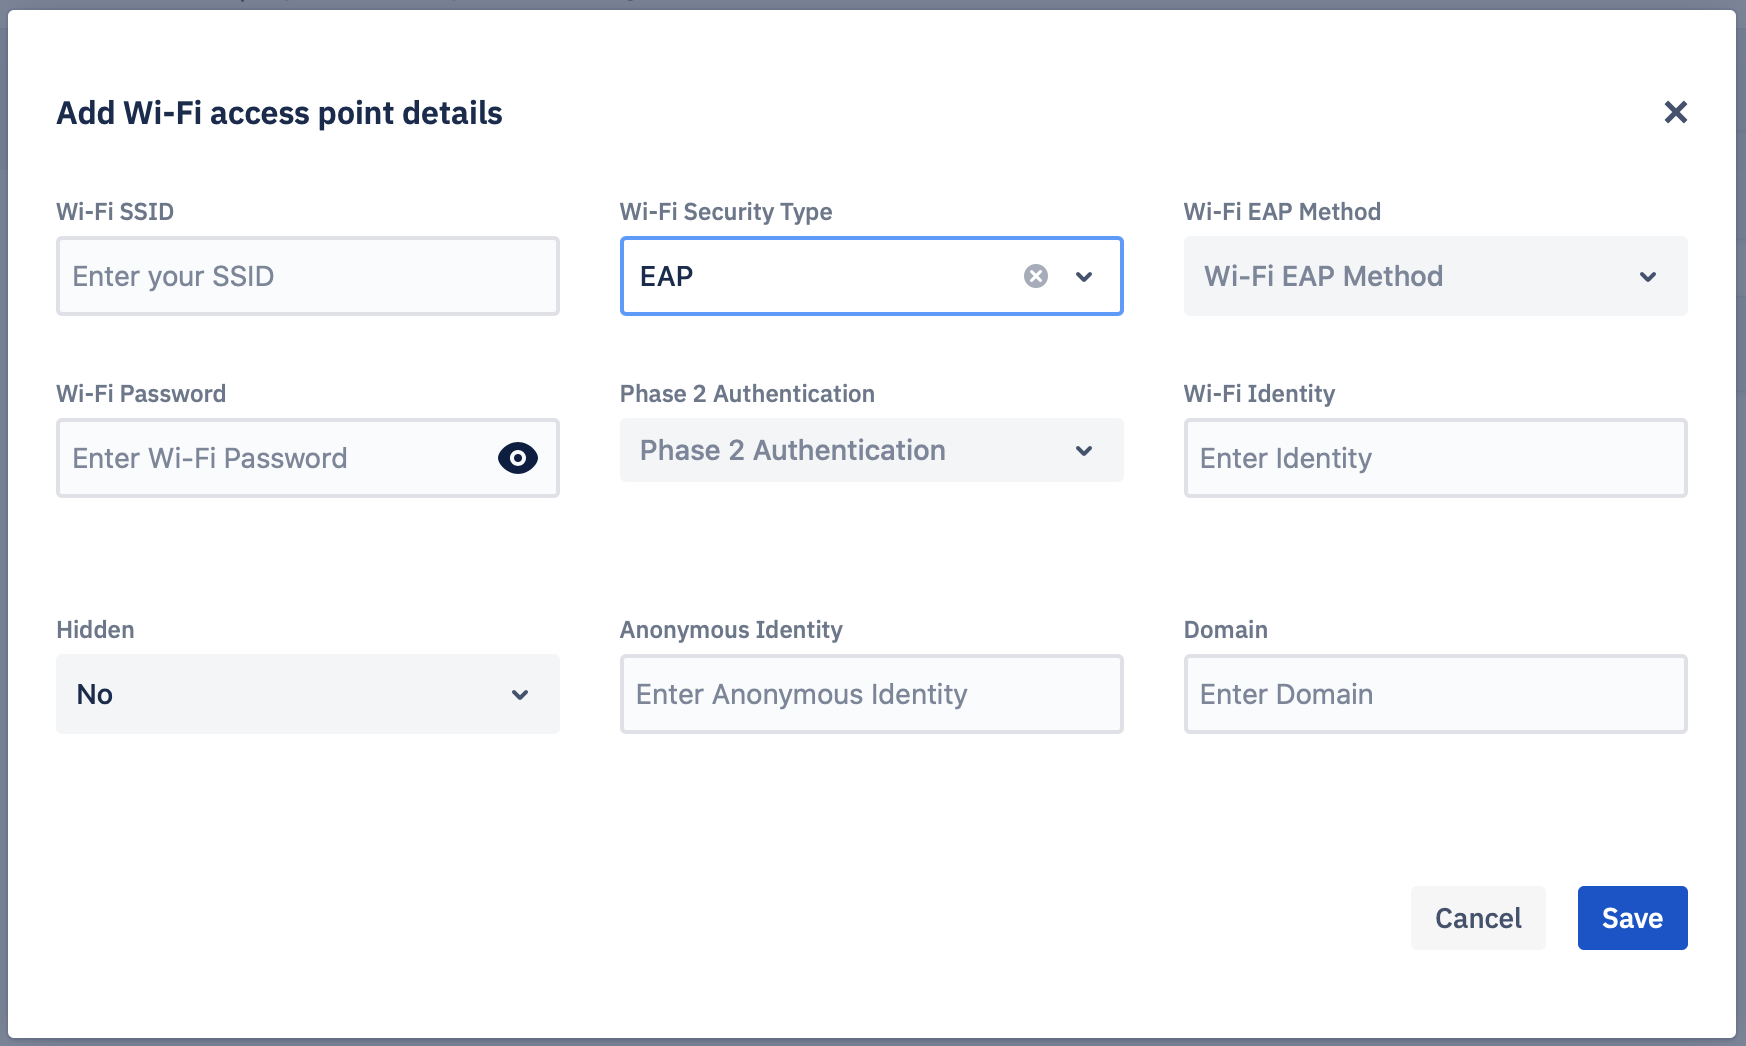 Add Wi-Fi access point details
Wi-Fi SSID
Enter your SSID
Wi-Fi Security Type
EAP
Wi-Fi EAP Method
Wi-Fi EAP Method
Wi-Fi Password
Enter Wi-Fi Password
Phase 2 Authentication
Phase 2 Authentication
Wi-Fi Identity
Enter Identity
Hidden
No
Anonymous Identity
Enter Anonymous Identity
Domain
Enter Domain
Cancel
Save